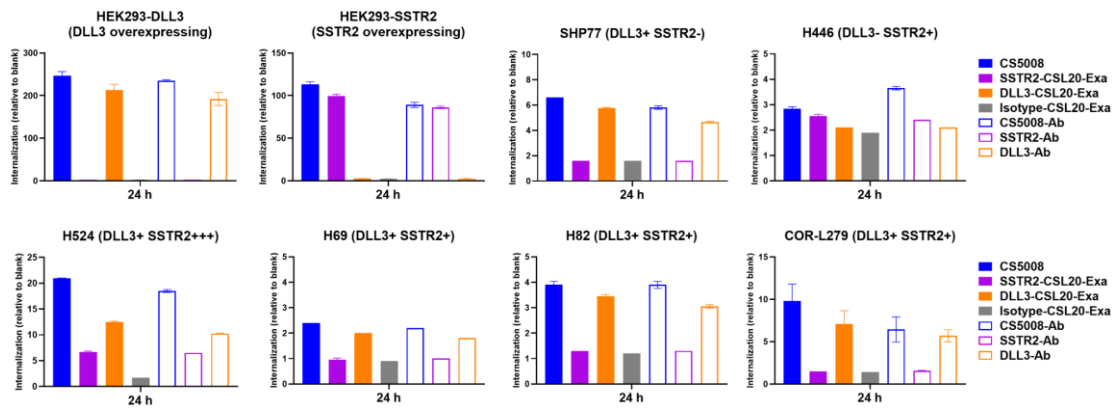 HEK293-DLL3
(DLL3 overexpressing)
Internalization (relative to blank)
300
200
100
0
24 h
HEK293-SSTR2
(SSTR2 overexpressing)
Internalization (relative to blank)
150
100
50
0
24 h
SHP77 (DLL3+ SSTR2-)
Internalization (relative to blank)
8
6
4
2
0
24 h
H446 (DLL3- SSTR2+)
Internalization (relative to blank)
5
4
3
2
1
0
24 h
CS5008
SSTR2-CSL20-Exa
DLL3-CSL20-Exa
Isotype-CSL20-Exa
CS5008-Ab
SSTR2-Ab
DLL3-Ab
H524 (DLL3+ SSTR2+++)
Internalization (relative to blank)
25
20
15
10
5
0
24 h
H69 (DLL3+ SSTR2+)
Internalization (relative to blank)
4
3
2
1
0
24 h
H82 (DLL3+ SSTR2+)
Internalization (relative to blank)
5
4
3
2
1
0
24 h
COR-L279 (DLL3+ SSTR2+)
Internalization (relative to blank)
15
10
5
0
24 h
CS5008
SSTR2-CSL20-Exa
DLL3-CSL20-Exa
Isotype-CSL20-Exa
CS5008-Ab
SSTR2-Ab
DLL3-Ab